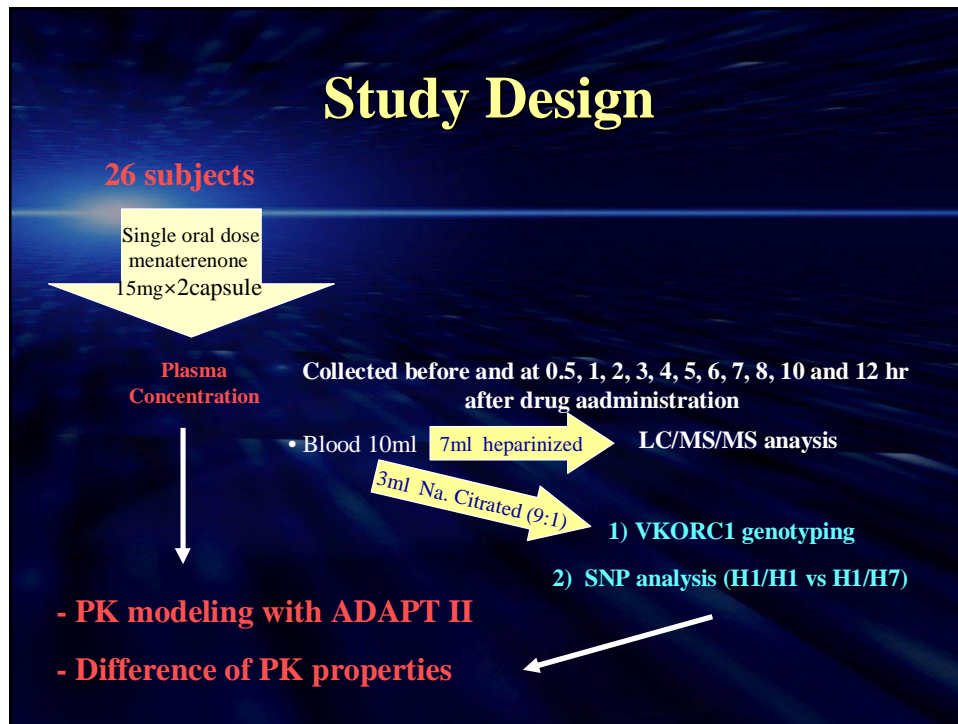 Study Design
26 subjects
Single oral dose
menaterenone
15mg×2capsule
Plasma
Concentration
Collected before and at 0.5, 1, 2, 3, 4, 5, 6, 7, 8, 10 and 12 hr
after drug aadministration
• Blood 10ml
7ml heparinized
LC/MS/MS anaysis
3ml Na. Citrated (9:1)
1) VKORC1 genotyping
2) SNP analysis (H1/H1 vs H1/H7)
- PK modeling with ADAPT II
- Difference of PK properties